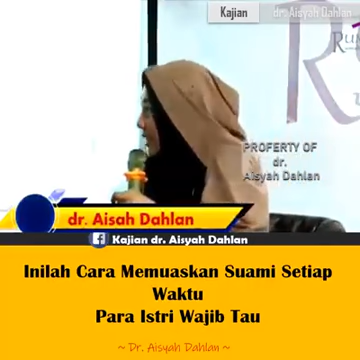 Kajian dr. Aisyah Dahlan
PROPERTY OF
dr.
Aisyah Dahlan
dr. Aisah Dahlan
Kajian dr. Aisyah Dahlan
Inilah Cara Memuaskan Suami Setiap
Waktu
Para Istri Wajib Tau
~ Dr. Aisyah Dahlan ~